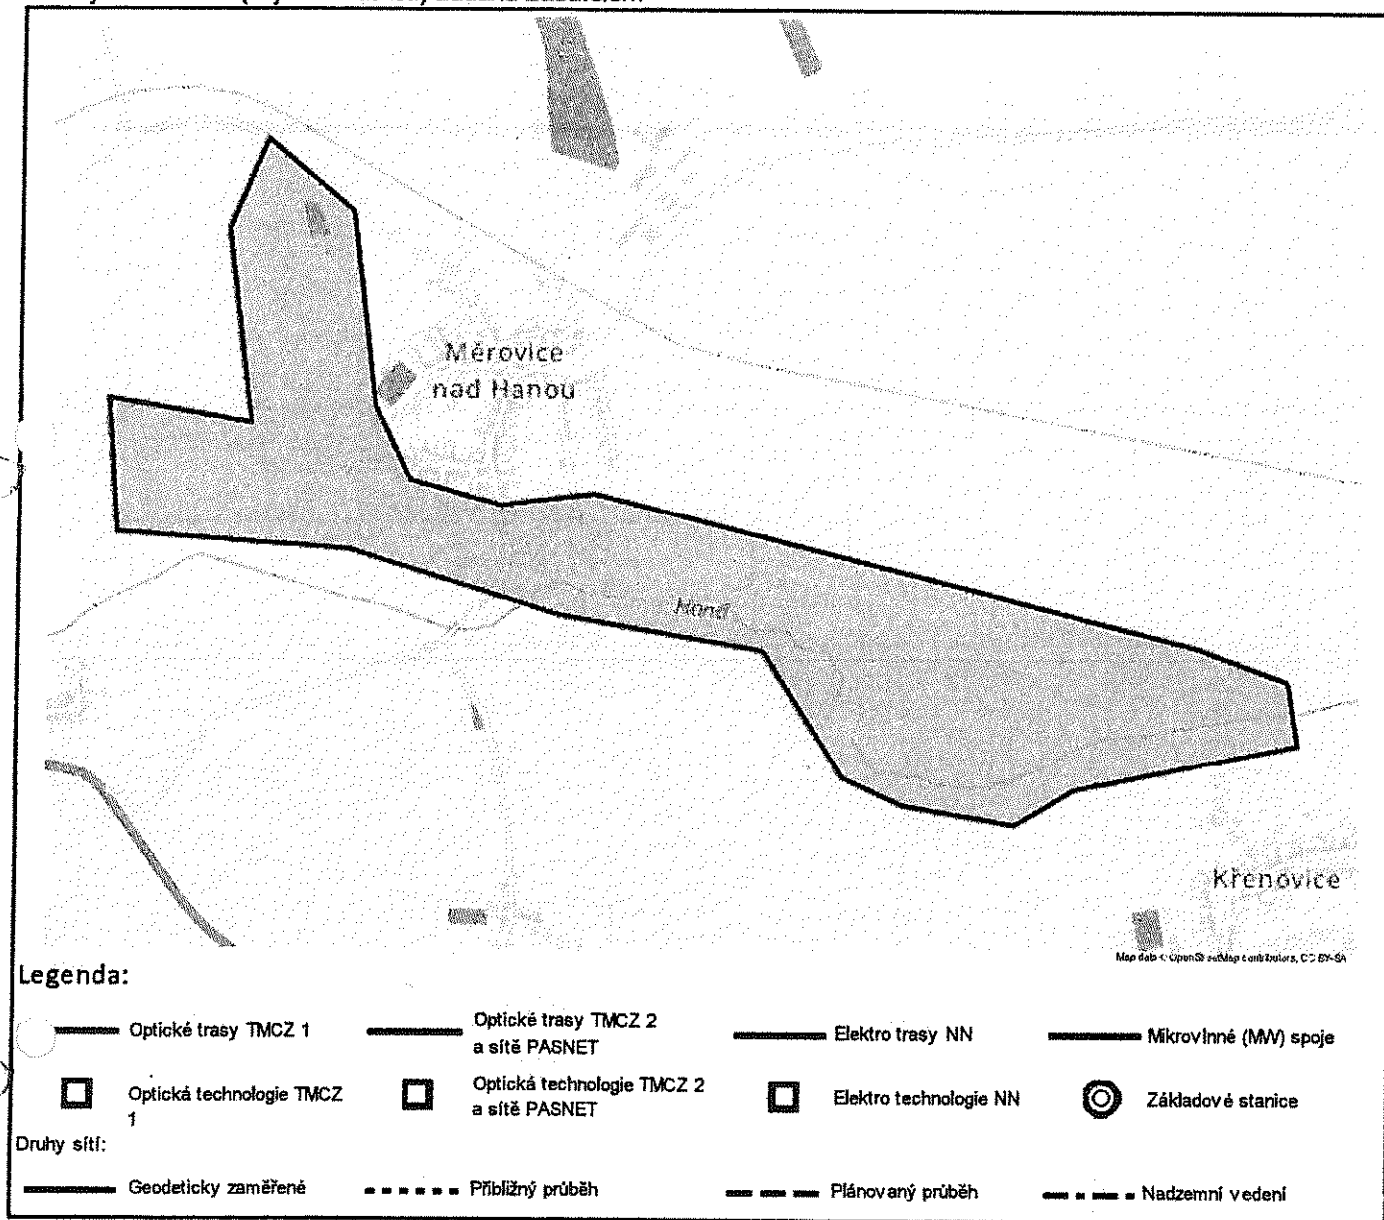 Měrovice
nad Hanou
Haná
Křenovice
Map data © OpenStreetMap contributors, CC BY-SA
Legenda:
Optické trasy TMCZ 1
Optické trasy TMCZ 2
a sítě PASNET
Elektro trasy NN
Mikrovlnné (MW) spoje
Optická technologie TMCZ
1
Optická technologie TMCZ 2
a sítě PASNET
Elektro technologie NN
Základové stanice
Druhy sítí:
Geodeticky zaměřené
Přibližný průběh
Plánovaný průběh
Nadzemní vedení